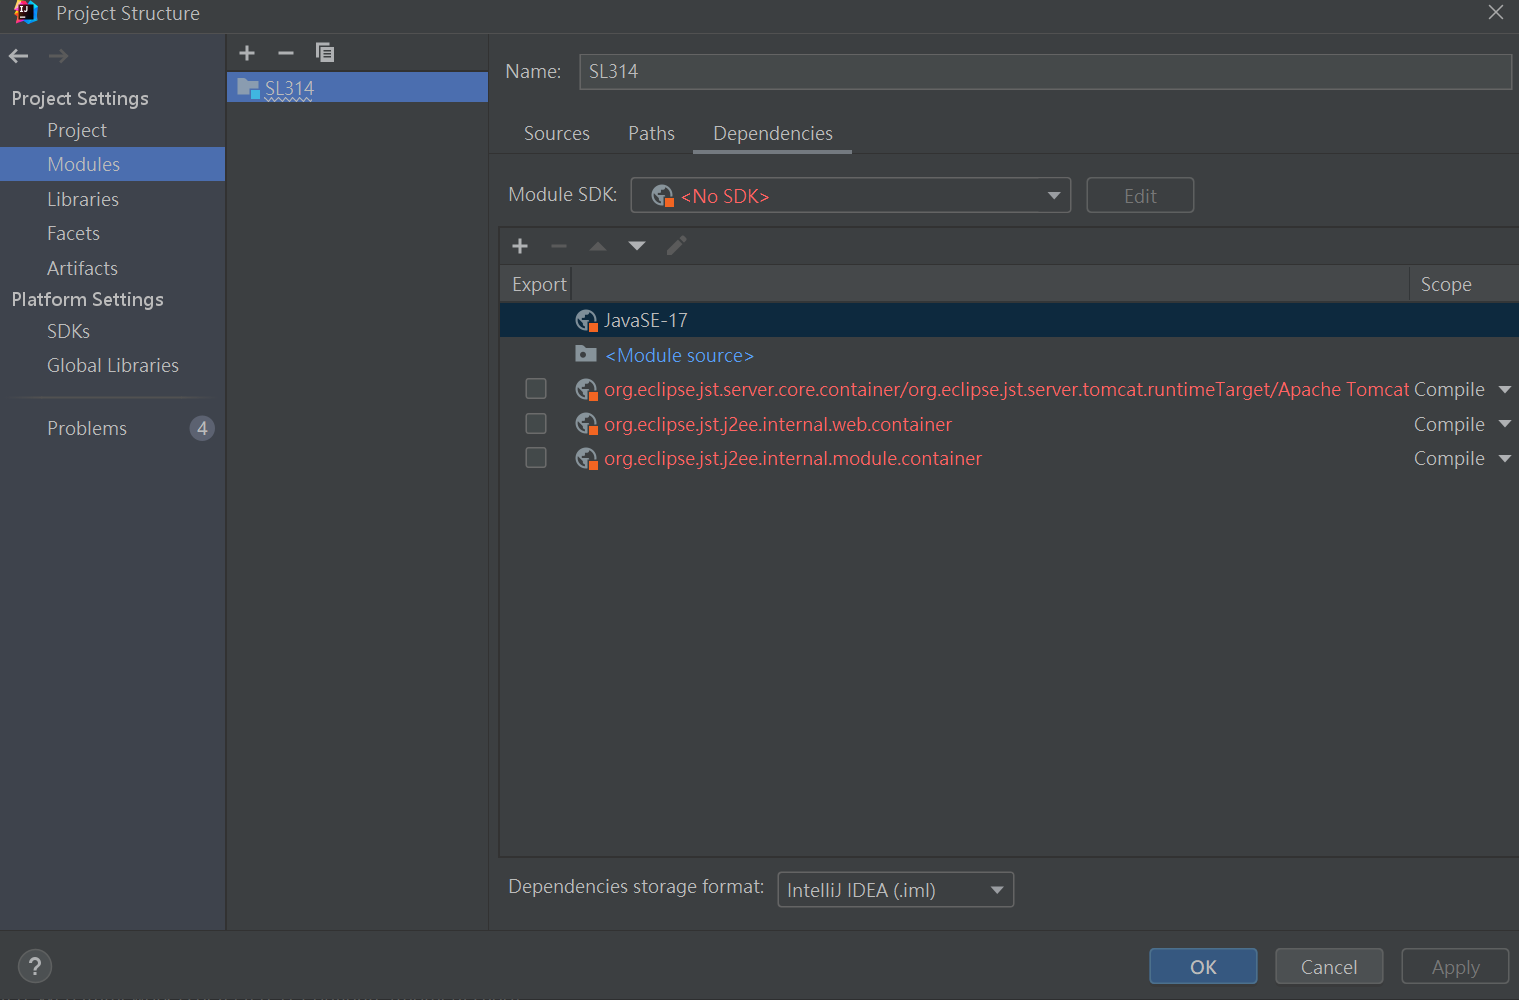 Project Structure
Project Settings
Project
Modules
Libraries
Facets
Artifacts
Platform Settings
SDKs
Global Libraries
Problems 4
SL314
Name: SL314
Sources Paths Dependencies
Module SDK: <No SDK> Edit
Export Scope
JavaSE-17
<Module source>
org.eclipse.jst.server.core.container/org.eclipse.jst.server.tomcat.runtimeTarget/Apache Tomcat Compile
org.eclipse.jst.j2ee.internal.web.container Compile
org.eclipse.jst.j2ee.internal.module.container Compile
Dependencies storage format: IntelliJ IDEA (.iml)
? OK Cancel Apply